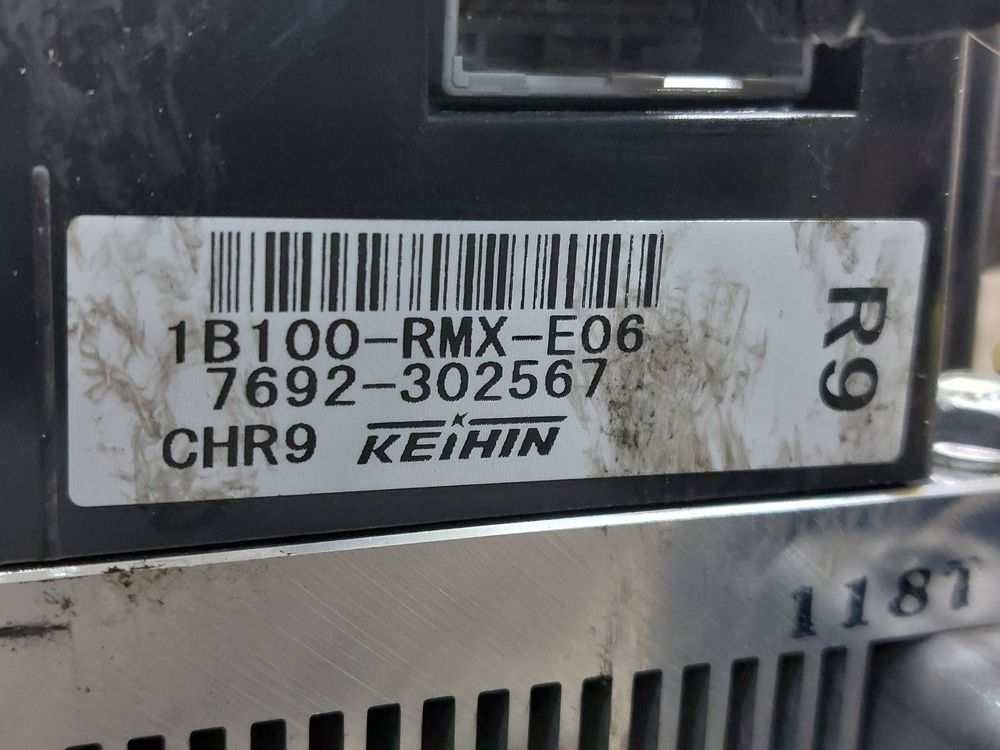 1B100-RMX-E06
7692-302567
CHR9 KEIHIN
R9
118T